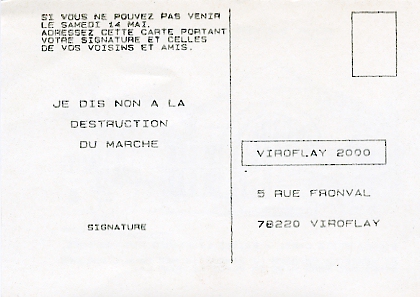 SI VOUS NE POUVEZ PAS VENIR
LE SAMEDI 14 MAI,
ADRESSEZ CETTE CARTE PORTANT
VOTRE SIGNATURE ET CELLES
DE VOS VOISINS ET AMIS.
JE DIS NON A LA
DESTRUCTION
DU MARCHE
SIGNATURE
VIROFLAY 2000
5 RUE FRONVAL
78220 VIROFLAY